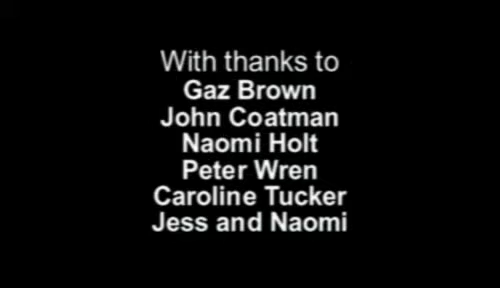 With thanks to
Gaz Brown
John Coatman
Naomi Holt
Peter Wren
Caroline Tucker
Jess and Naomi